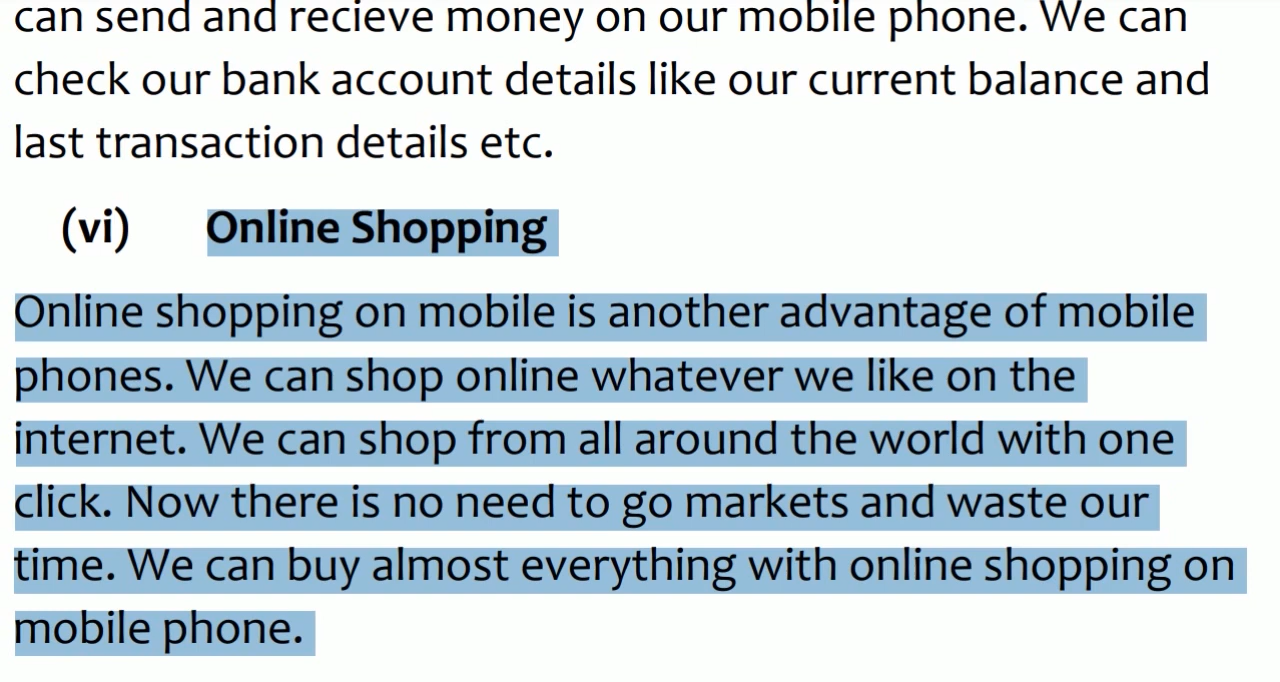 can send and recieve money on our mobile phone. We can
check our bank account details like our current balance and
last transaction details etc.
(vi) Online Shopping
Online shopping on mobile is another advantage of mobile
phones. We can shop online whatever we like on the
internet. We can shop from all around the world with one
click. Now there is no need to go markets and waste our
time. We can buy almost everything with online shopping on
mobile phone.